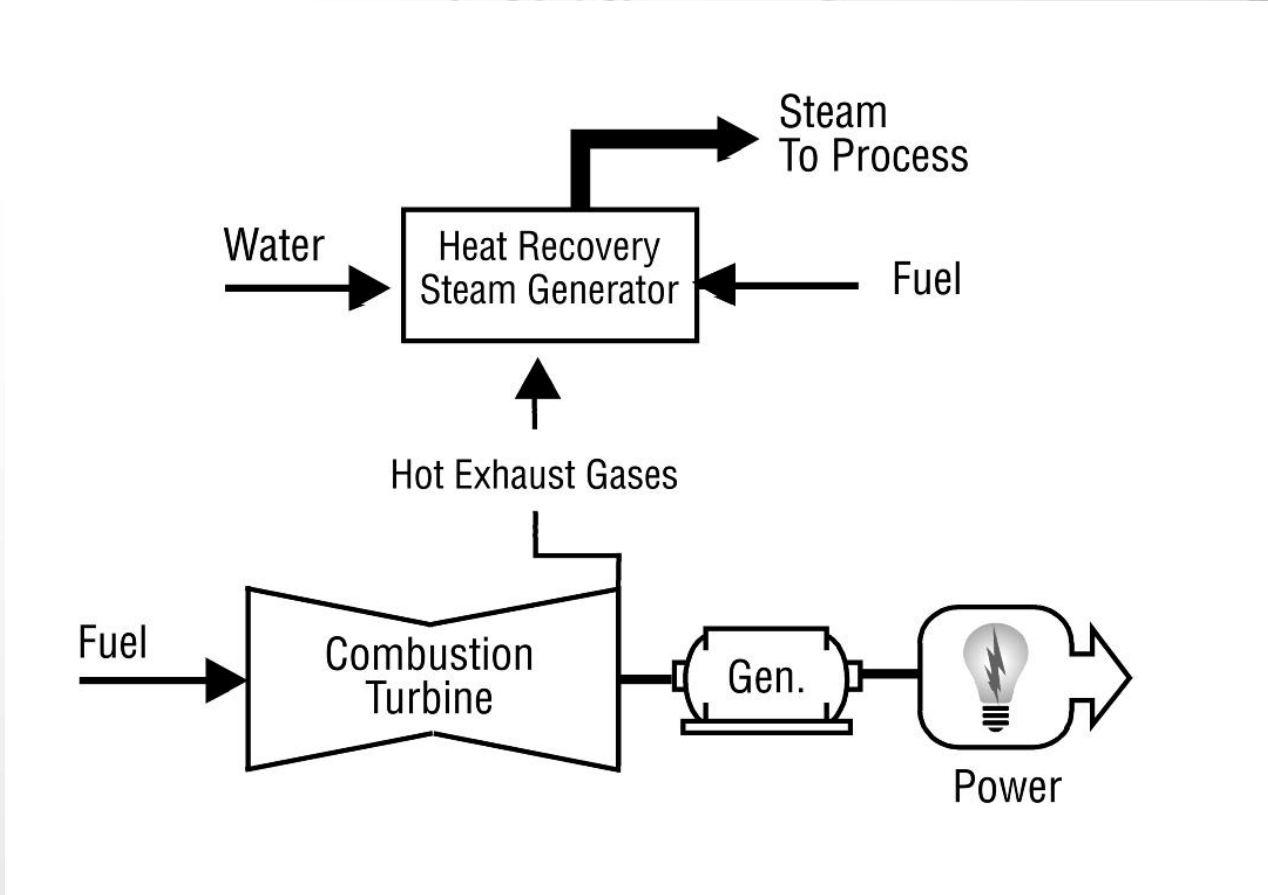 Steam
To Process
Water
Heat Recovery
Steam Generator
Fuel
Hot Exhaust Gases
Fuel
Combustion
Turbine
Gen.
Power